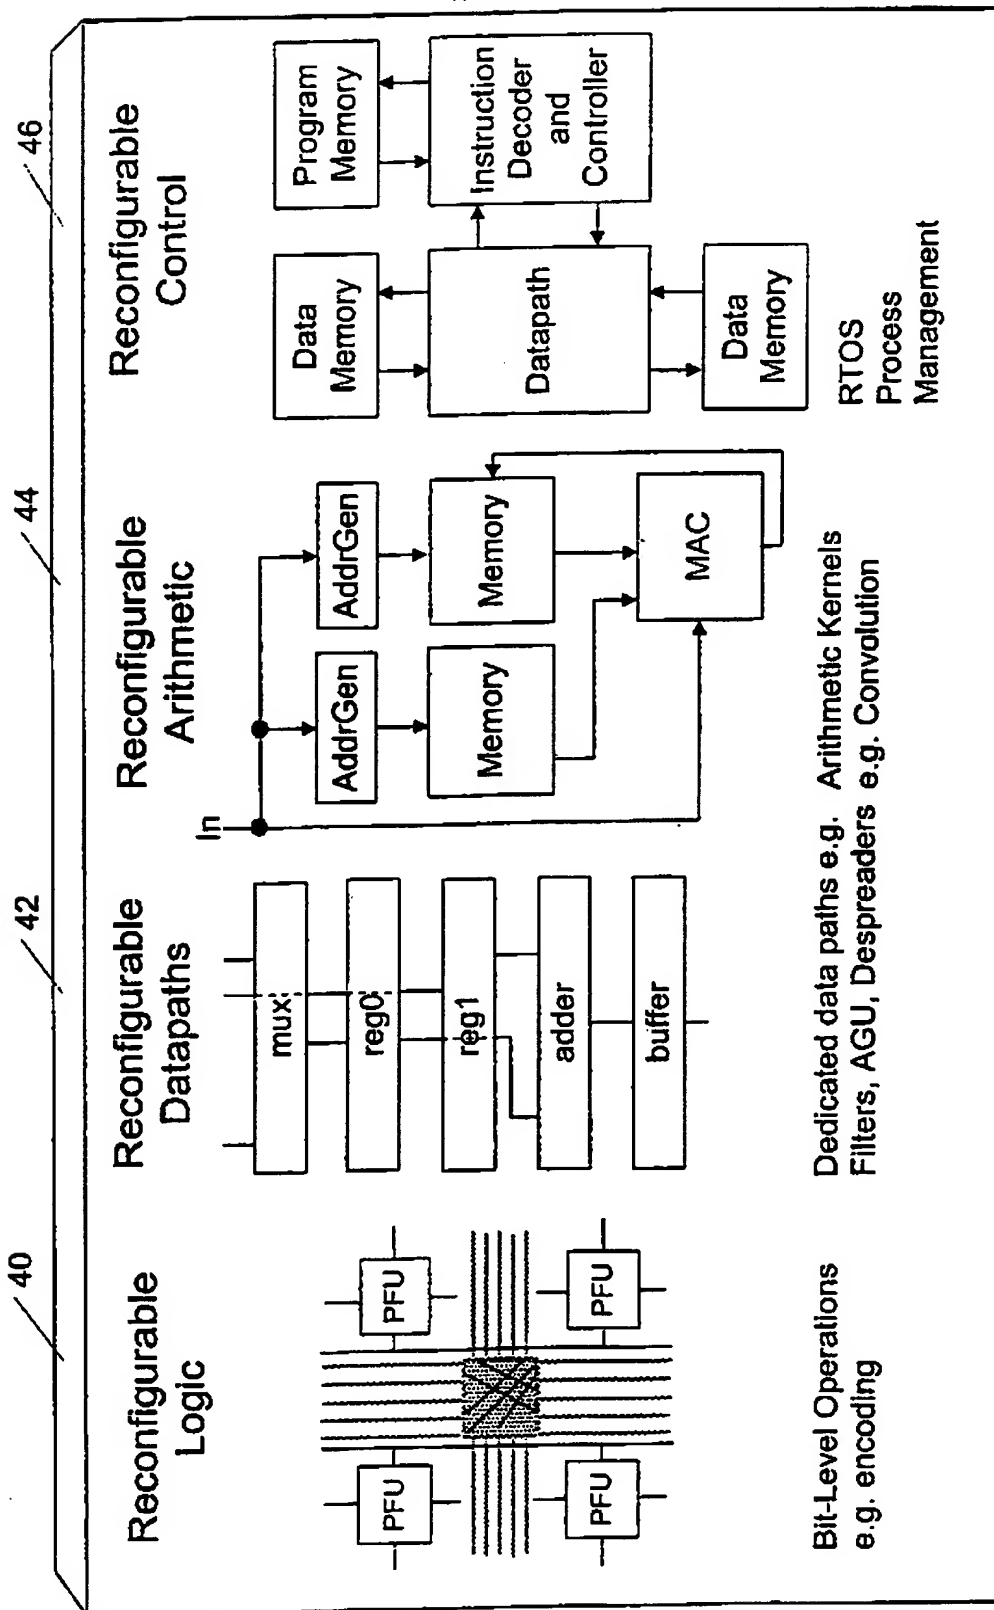 40
42
44
46
Reconfigurable
Logic
PFU
PFU
PFU
PFU
Bit-Level Operations
e.g. encoding
Reconfigurable
Datapaths
mux
reg0
reg1
adder
buffer
Dedicated data paths e.g.
Filters, AGU, Despreaders
Reconfigurable
Arithmetic
In
AddrGen
AddrGen
Memory
Memory
MAC
Arithmetic Kernels
e.g. Convolution
Reconfigurable
Control
Data
Memory
Program
Memory
Datapath
Instruction
Decoder
and
Controller
Data
Memory
RTOS
Process
Management